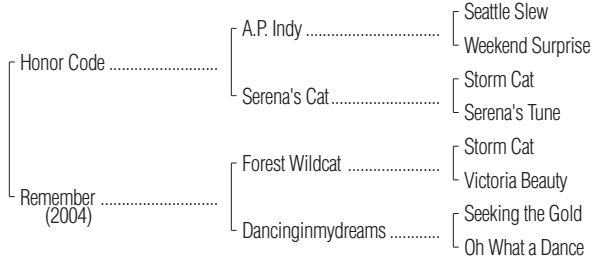 Seattle Slew
A.P. Indy ............................
Weekend Surprise
Honor Code ..........................
Storm Cat
Serena's Cat..........................
Serena's Tune
Storm Cat
Forest Wildcat ......................
Victoria Beauty
Remember ............................
(2004)
Seeking the Gold
Dancinginmydreams ............
Oh What a Dance